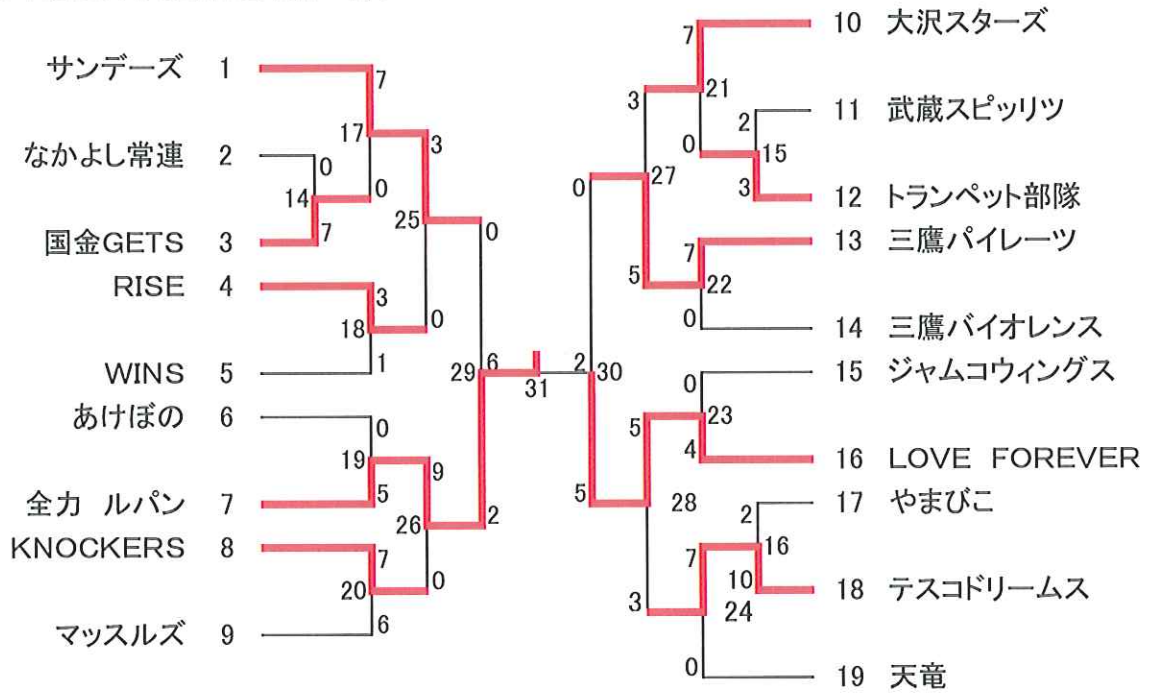 サンデーズ 1
なかよし常連 2
国金GETS 3
RISE 4
WINS 5
あけぼの 6
全力 ルパン 7
KNOCKERS 8
マッスルズ 9
7
17
0
14
7
0
3
25
3
18
1
0
0
29
6
0
19
5
9
26
2
7
20
6
0
31
2
30
0
5
3
27
5
7
21
0
2
15
3
7
22
0
5
28
3
0
23
4
7
24
0
2
16
10
10 大沢スターズ
11 武蔵スピッリツ
12 トランペット部隊
13 三鷹パイレーツ
14 三鷹バイオレンス
15 ジャムコウィングス
16 LOVE FOREVER
17 やまびこ
18 テスコドリームス
19 天竜